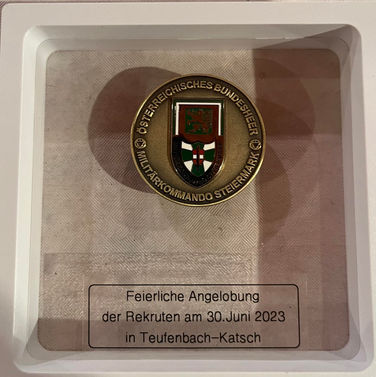 ÖSTERREICHISCHES BUNDESHEER
MILITÄRKOMMANDO STEIERMARK
Feierliche Angelobung
der Rekruten am 30.Juni 2023
in Teufenbach-Katsch